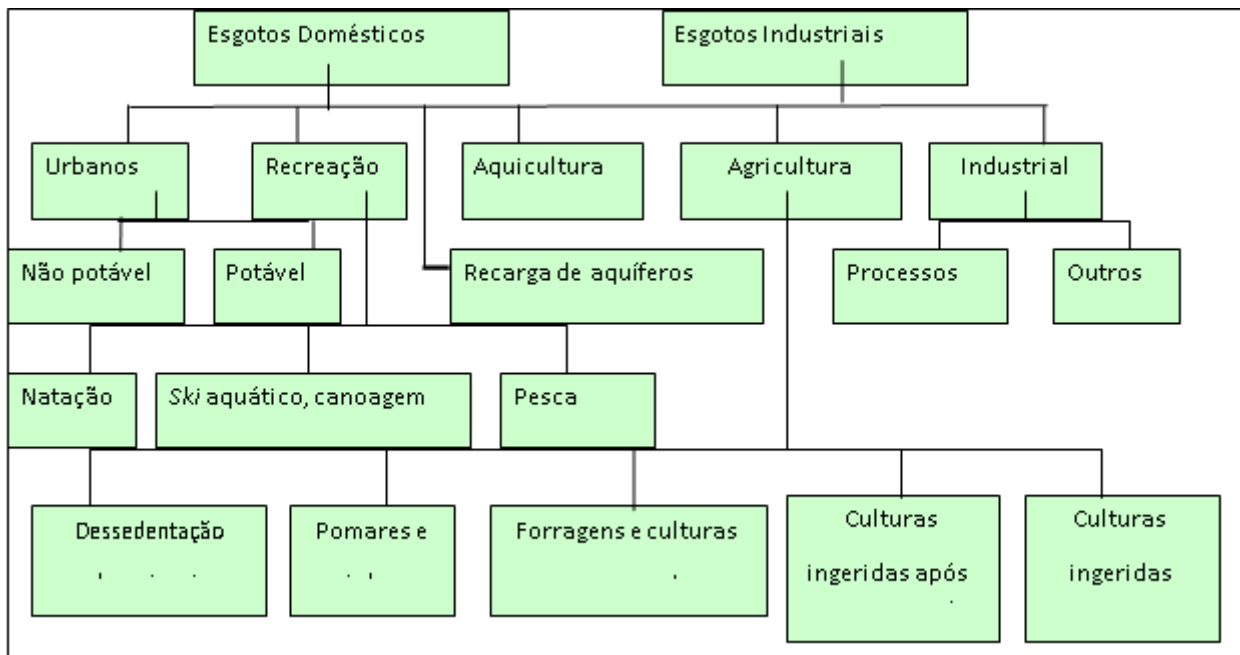 Esgotos Domésticos
Esgotos Industriais
Urbanos
Recreação
Aquicultura
Agricultura
Industrial
Não potável
Potável
Recarga de aquíferos
Processos
Outros
Natação
Ski aquático, canoagem
Pesca
Dessedentação
Pomares e
Forragens e culturas
Culturas
ingeridas após
Culturas
ingeridas